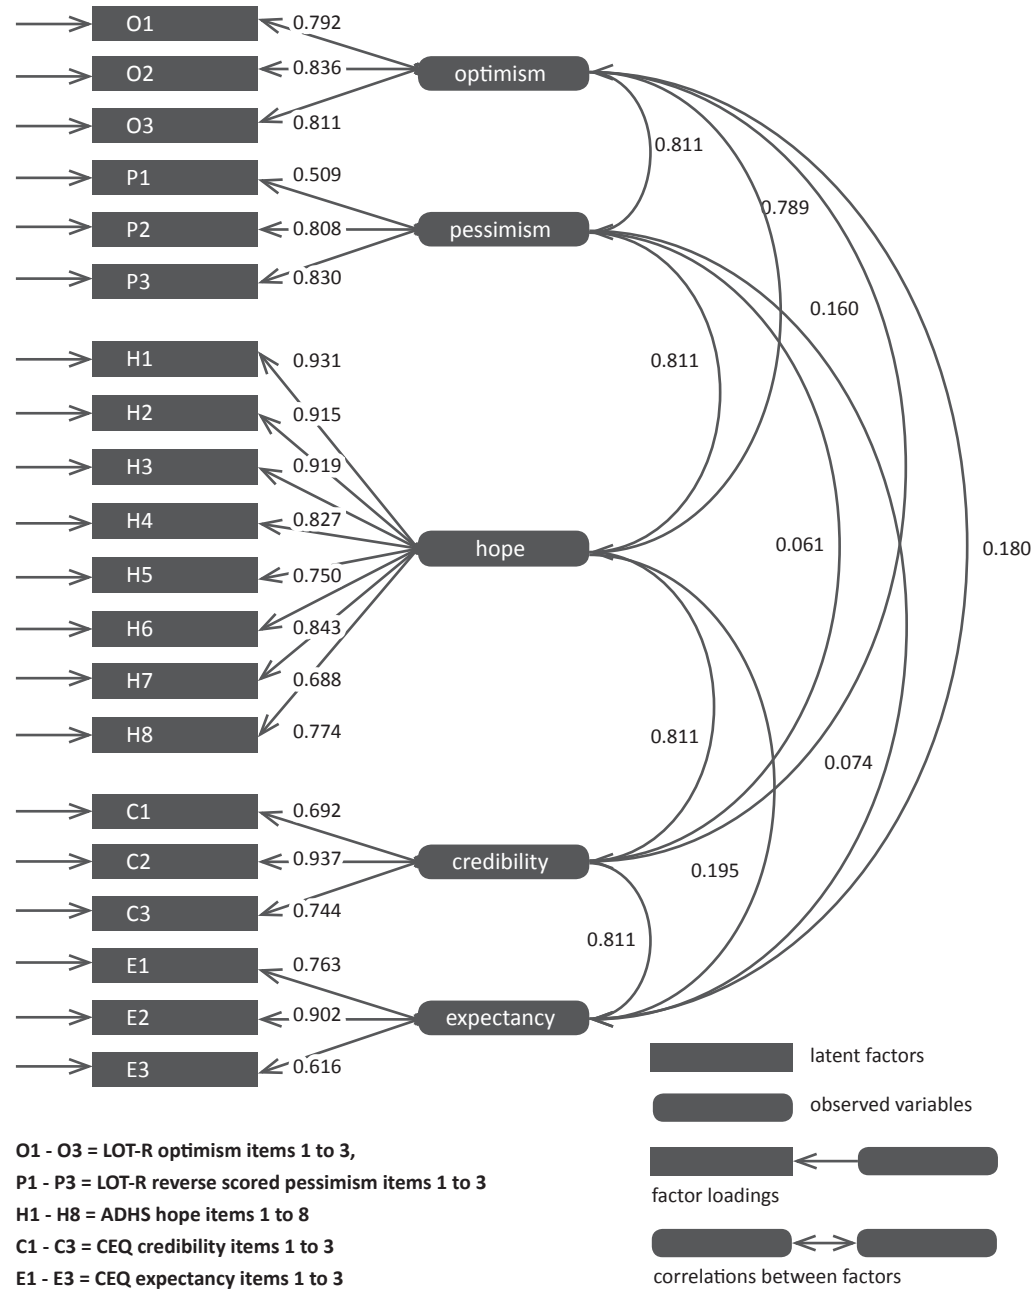 O1 0.792
O2 0.836 optimism
O3 0.811
0.811
P1 0.509
0.789
P2 0.808 pessimism
P3 0.830
0.160
H1 0.931 0.811
H2 0.915
H3 0.919
H4 0.827
hope 0.061 0.180
H5 0.750
H6 0.843
H7 0.688
H8 0.774 0.811
0.074
C1 0.692
C2 0.937 credibility
0.195
C3 0.744
0.811
E1 0.763
E2 0.902 expectancy
E3 0.616
latent factors
observed variables
factor loadings
correlations between factors
O1 - O3 = LOT-R optimism items 1 to 3,
P1 - P3 = LOT-R reverse scored pessimism items 1 to 3
H1 - H8 = ADHS hope items 1 to 8
C1 - C3 = CEQ credibility items 1 to 3
E1 - E3 = CEQ expectancy items 1 to 3